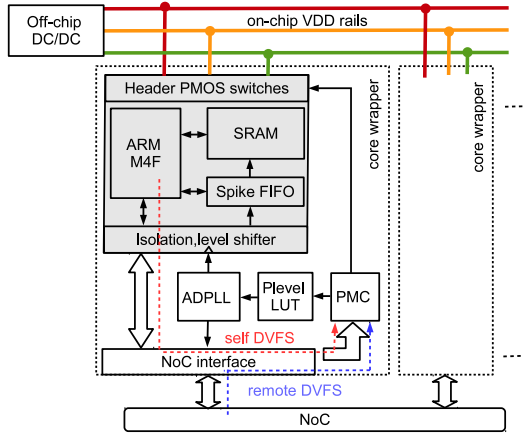 Off-chip
DC/DC
on-chip VDD rails
Header PMOS switches
ARM
M4F
SRAM
Spike FIFO
Isolation,level shifter
core wrapper
core wrapper
ADPLL
Plevel
LUT
PMC
self DVFS
NoC interface
remote DVFS
NoC